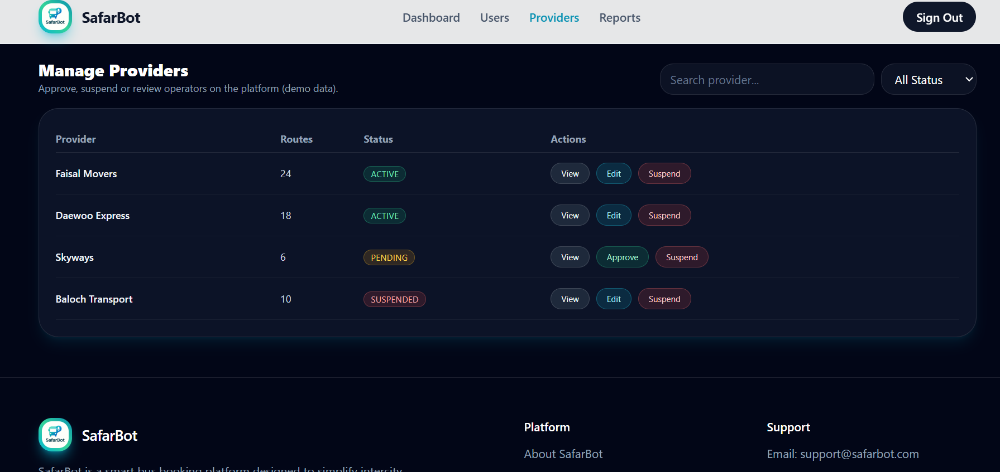 SafarBot
SafarBot
Dashboard
Users
Providers
Reports
Sign Out
Manage Providers
Approve, suspend or review operators on the platform (demo data).
Search provider...
All Status
Provider Routes Status Actions
Faisal Movers 24 ACTIVE View Edit Suspend
Daewoo Express 18 ACTIVE View Edit Suspend
Skyways 6 PENDING View Approve Suspend
Baloch Transport 10 SUSPENDED View Edit Suspend
SafarBot
SafarBot
SafarBot is a smart bus booking platform designed to simplify intercity
Platform
About SafarBot
Support
Email: support@safarbot.com